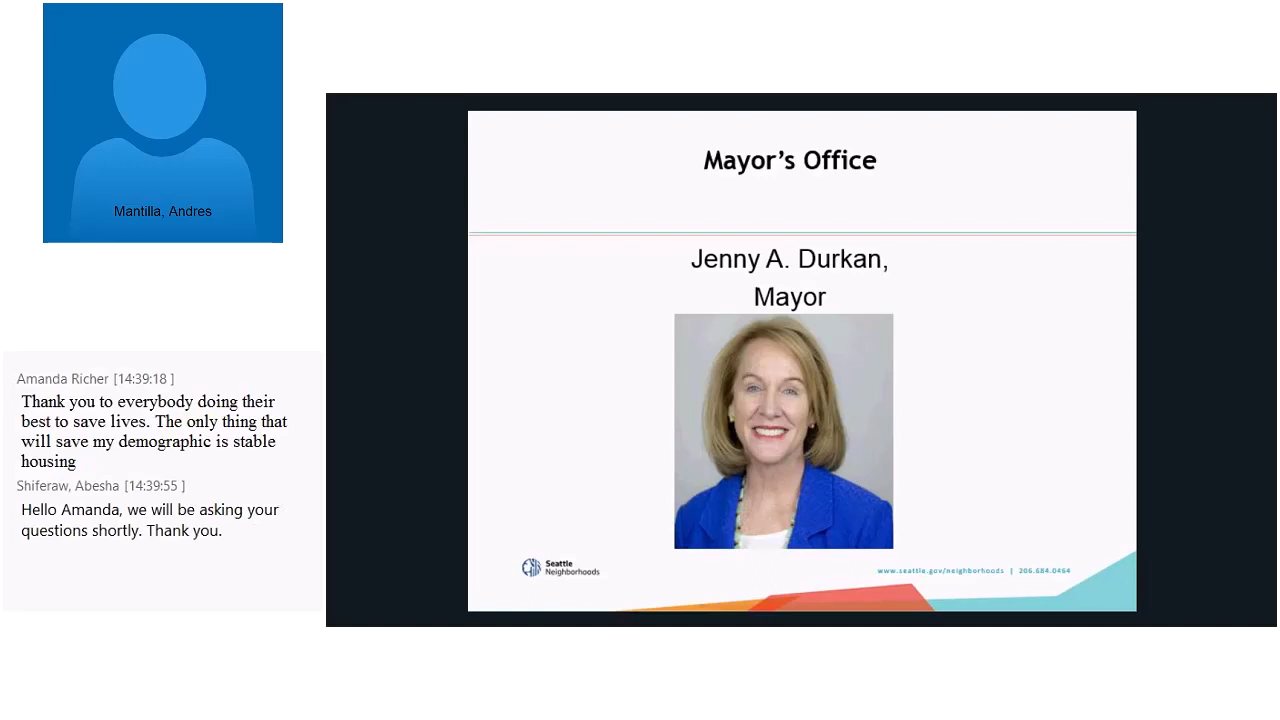 Mantilla, Andres
Amanda Richer [14:39:18 ]
Thank you to everybody doing their
best to save lives. The only thing that
will save my demographic is stable
housing
Shiferaw, Abesha [14:39:55 ]
Hello Amanda, we will be asking your
questions shortly. Thank you.
Mayor’s Office
Jenny A. Durkan,
Mayor
Seattle
Neighborhoods
www.seattle.gov/neighborhoods | 206.684.0464